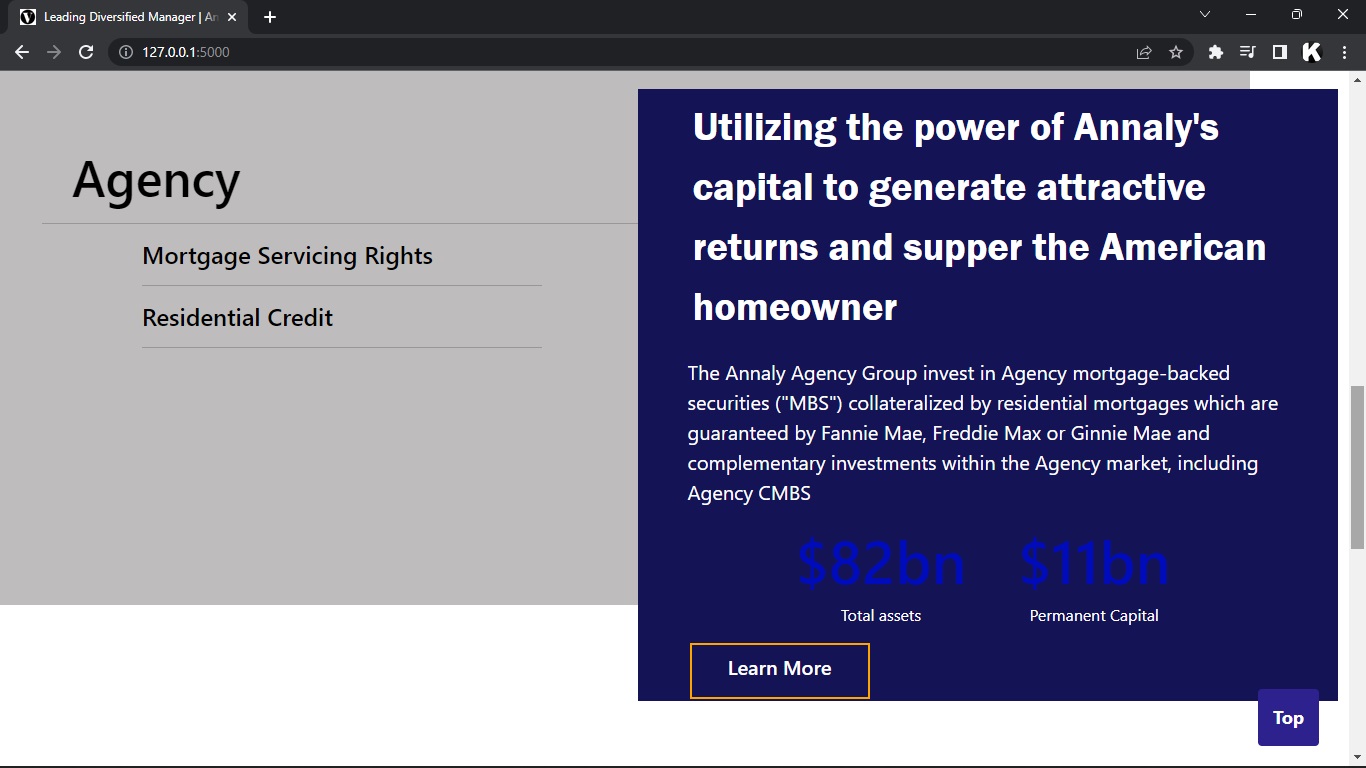 Leading Diversified Manager | An
127.0.0.1:5000
Agency
Mortgage Servicing Rights
Residential Credit
Utilizing the power of Annaly's
capital to generate attractive
returns and supper the American
homeowner
The Annaly Agency Group invest in Agency mortgage-backed
securities ("MBS") collateralized by residential mortgages which are
guaranteed by Fannie Mae, Freddie Max or Ginnie Mae and
complementary investments within the Agency market, including
Agency CMBS
$82bn $11bn
Total assets Permanent Capital
Learn More
Top